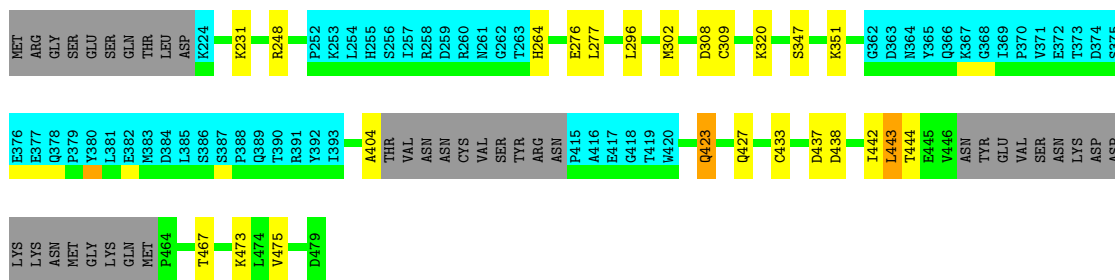 MET ARG GLY SER GLU SER GLN THR LEU ASP K224 K231 R248 P252 K253 L254 H255 S256 I257 R258 D259 R260 N261 G262 T263 H264 E276 L277 L296 M302 D308 C309 K320 S347 K351 G362 D363 N364 Y365 Q366 K367 G368 I369 P370 V371 E372 T373 D374 S375
E376 E377 Q378 P379 Y380 L381 E382 M383 D384 L385 S386 S387 P388 Q389 T390 R391 Y392 I393 A404 THR VAL ASN ASN CYS VAL SER TYR ARG ASN P415 A416 E417 G418 T419 W420 Q423 Q427 C433 D437 D438 I442 L443 T444 E445 V446 ASN TYR GLU VAL SER ASN LYS ASP ASP
LYS LYS ASN MET GLY LYS GLN MET P464 T467 K473 L474 V475 D479